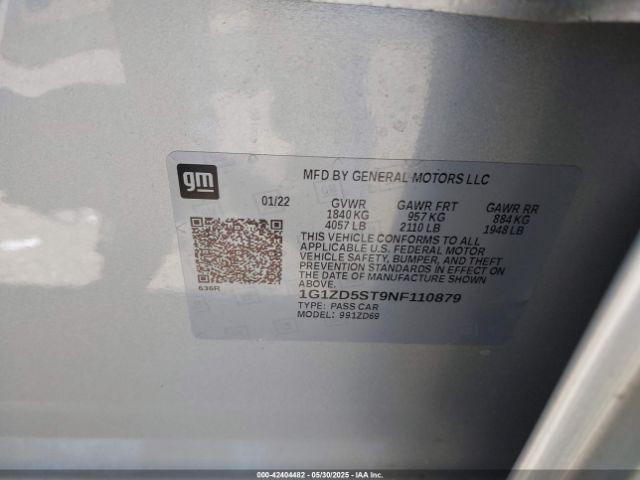 gm
MFD BY GENERAL MOTORS LLC
01/22 GVWR GAWR FRT GAWR RR
1840 KG 957 KG 884 KG
4057 LB 2110 LB 1948 LB
THIS VEHICLE CONFORMS TO ALL
APPLICABLE U.S. FEDERAL MOTOR
VEHICLE SAFETY, BUMPER, AND THEFT
PREVENTION STANDARDS IN EFFECT ON
THE DATE OF MANUFACTURE SHOWN
ABOVE.
636R
1G1ZD5ST9NF110879
TYPE: PASS CAR
MODEL: 991ZD69
000-42404482 - 05/30/2025 - IAA Inc.